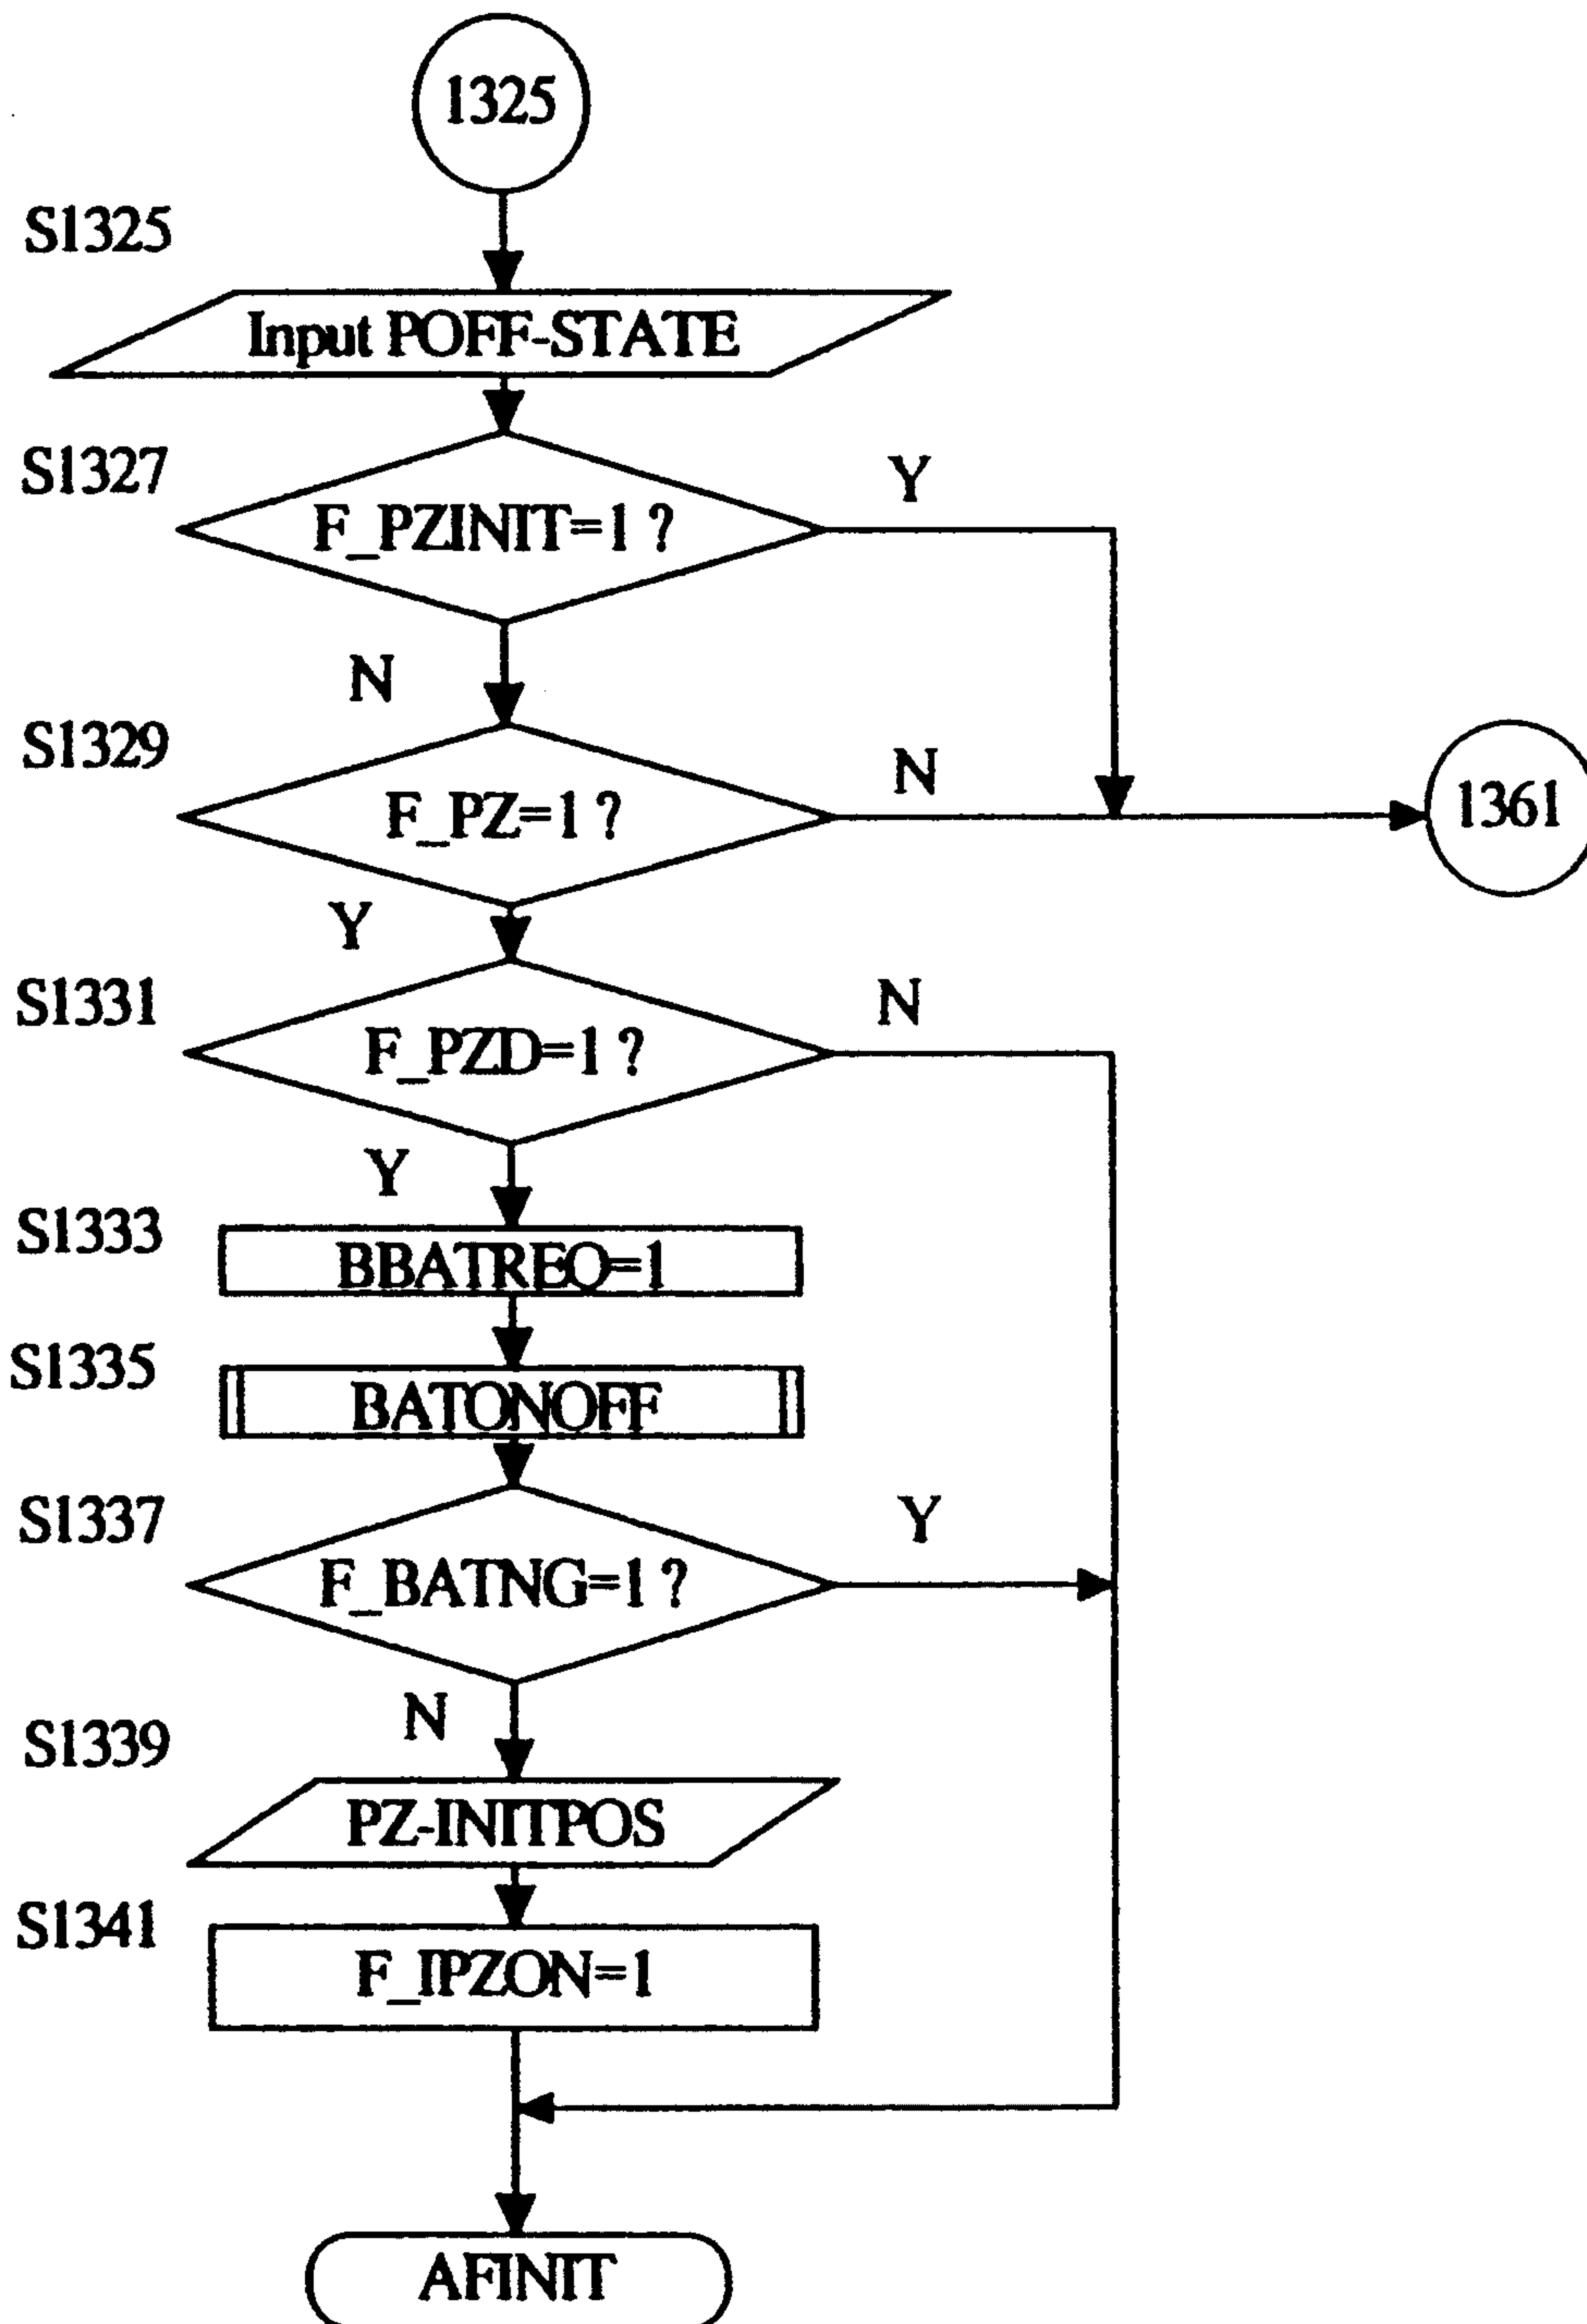 1325
S1325
Input POFF-STATE
S1327
F_PZINIT=1 ?
Y
N
S1329
F_PZ=1 ?
N
1361
Y
S1331
F_PZD=1 ?
N
Y
S1333
BBATREQ=1
S1335
BATONOFF
S1337
F_BATNG=1 ?
Y
N
S1339
PZ-INITPOS
S1341
F_IPZON=1
AFINIT